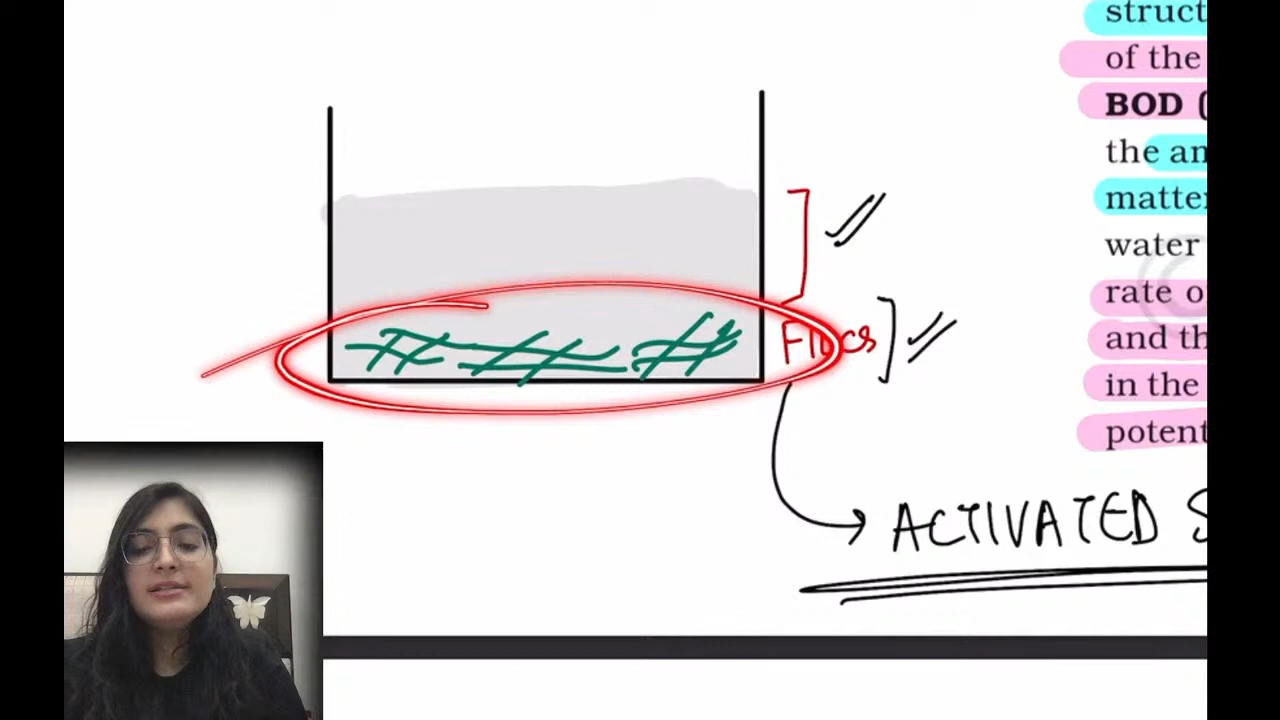 struct
of the
BOD (
the an
matter
water
rate o
and th
in the
potent
Flocs
ACTIVATED S